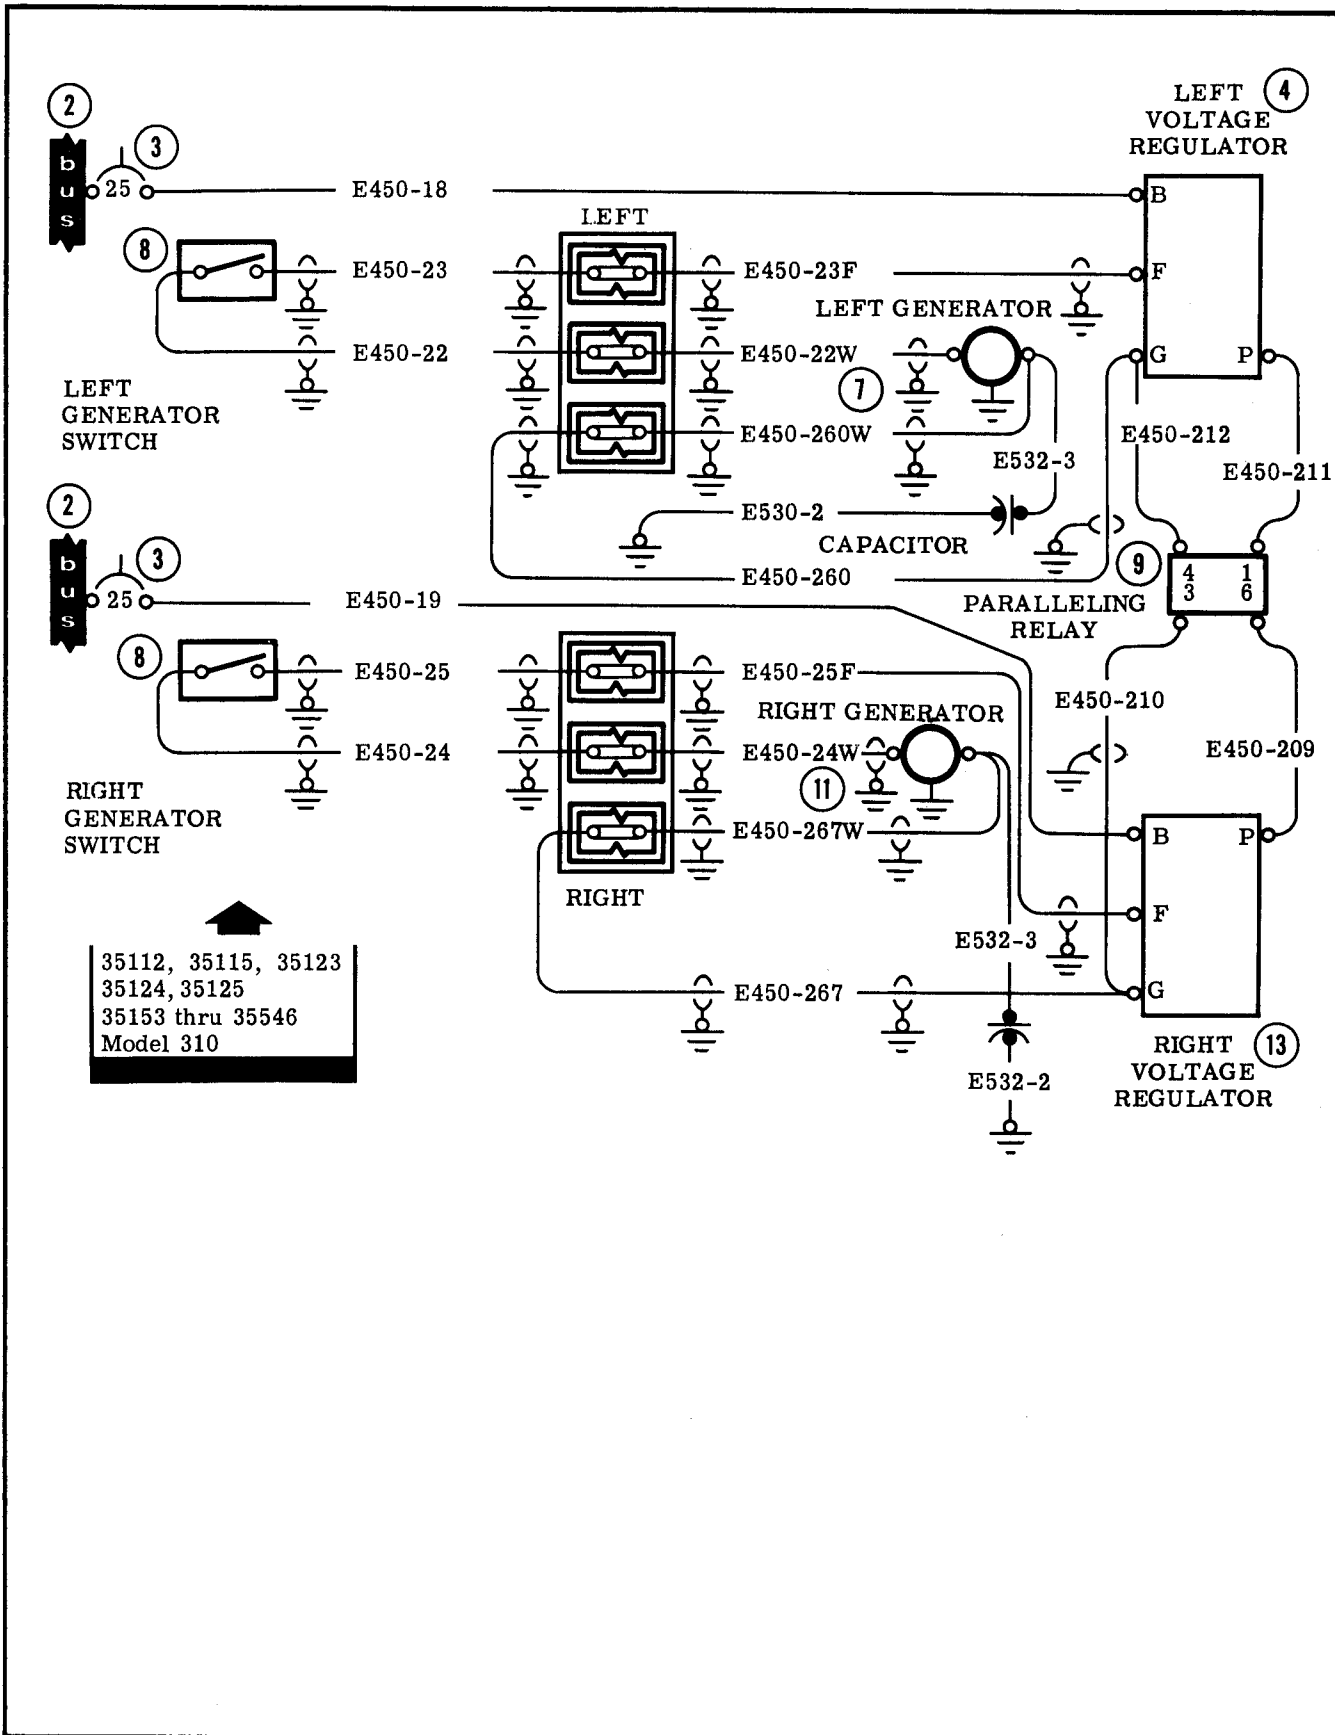 2
bus
3
25
E450-18
LEFT
VOLTAGE
REGULATOR
4
B
F
G
P
8
E450-23
LEFT
E450-23F
E450-22
E450-22W
LEFT GENERATOR
7
LEFT
GENERATOR
SWITCH
E450-260W
E532-3
E450-212
E450-211
E530-2
CAPACITOR
E450-260
9
4 1
3 6
PARALLELING
RELAY
2
bus
3
25
E450-19
8
E450-25
E450-25F
E450-210
RIGHT GENERATOR
E450-24
E450-24W
E450-209
11
RIGHT
GENERATOR
SWITCH
E450-267W
B
P
F
G
RIGHT
E532-3
35112, 35115, 35123
35124, 35125
35153 thru 35546
Model 310
E450-267
RIGHT
VOLTAGE
REGULATOR
13
E532-2